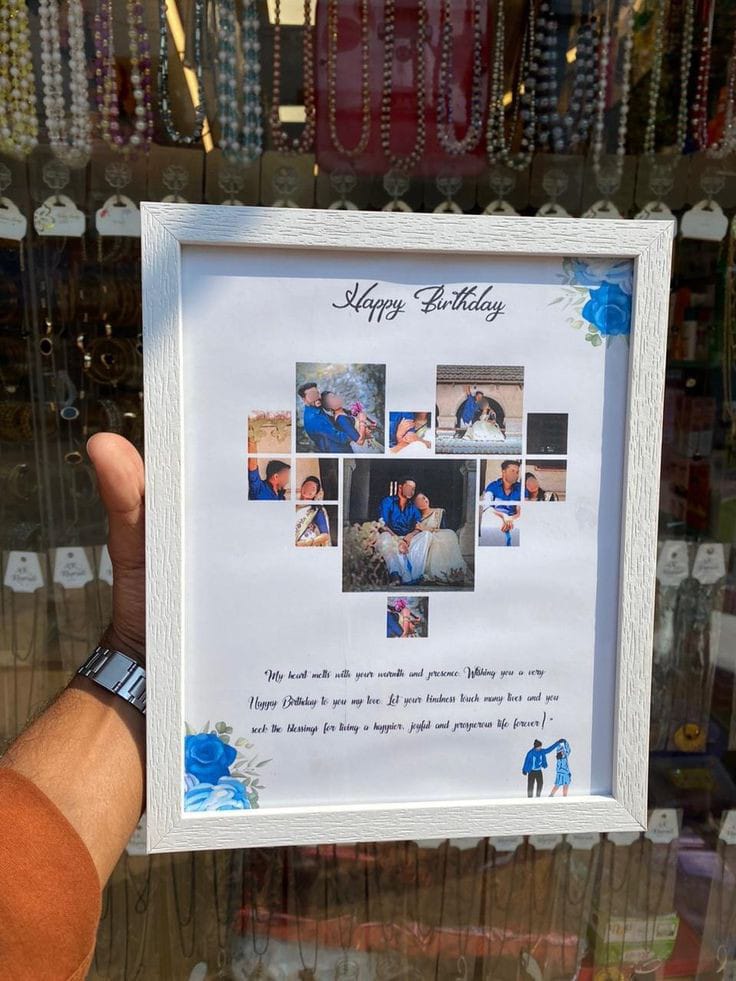 Happy Birthday
My heart melts with your warmth and presence. Wishing you a very
Happy Birthday to you my love. Let your kindness touch many lives and you
seek the blessings for living a happier, joyful and prosperous life forever!"